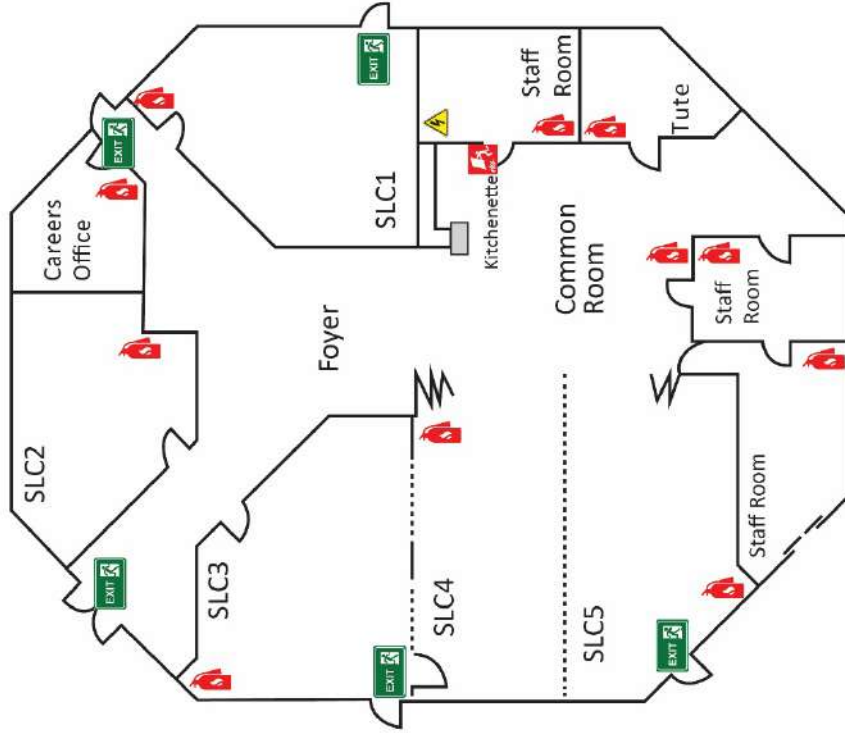 SLC2
Careers
Office
EXIT
EXIT
SLC3
Foyer
SLC1
EXIT
EXIT
SLC4
Kitchenette
Staff
Room
SLC5
Common
Room
Tute
EXIT
Staff
Room
Staff Room